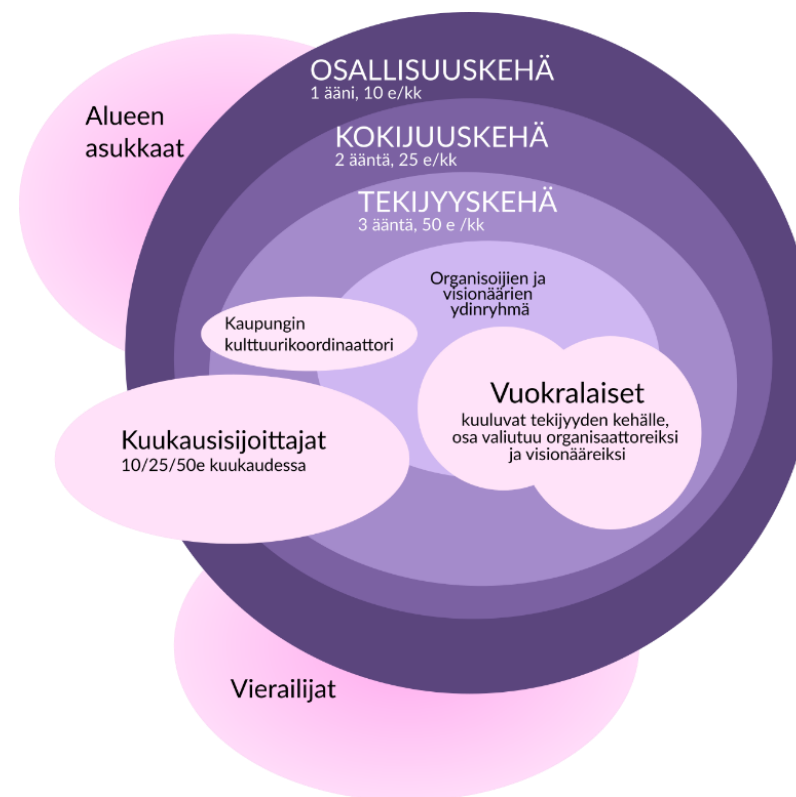 OSALLISUUSKEHÄ
1 ääni, 10 e/kk
Alueen
asukkaat
KOKIJUUSKEHÄ
2 ääntä, 25 e/kk
TEKIJYYSKEHÄ
3 ääntä, 50 e /kk
Organisoijien ja
visionäärien
ydinryhmä
Kaupungin
kulttuurikoordinaattori
Vuokralaiset
kuuluvat tekijyyden kehälle,
osa valiutuu organisaattoreiksi
ja visionääreiksi
Kuukausisijoittajat
10/25/50e kuukaudessa
Vierailijat